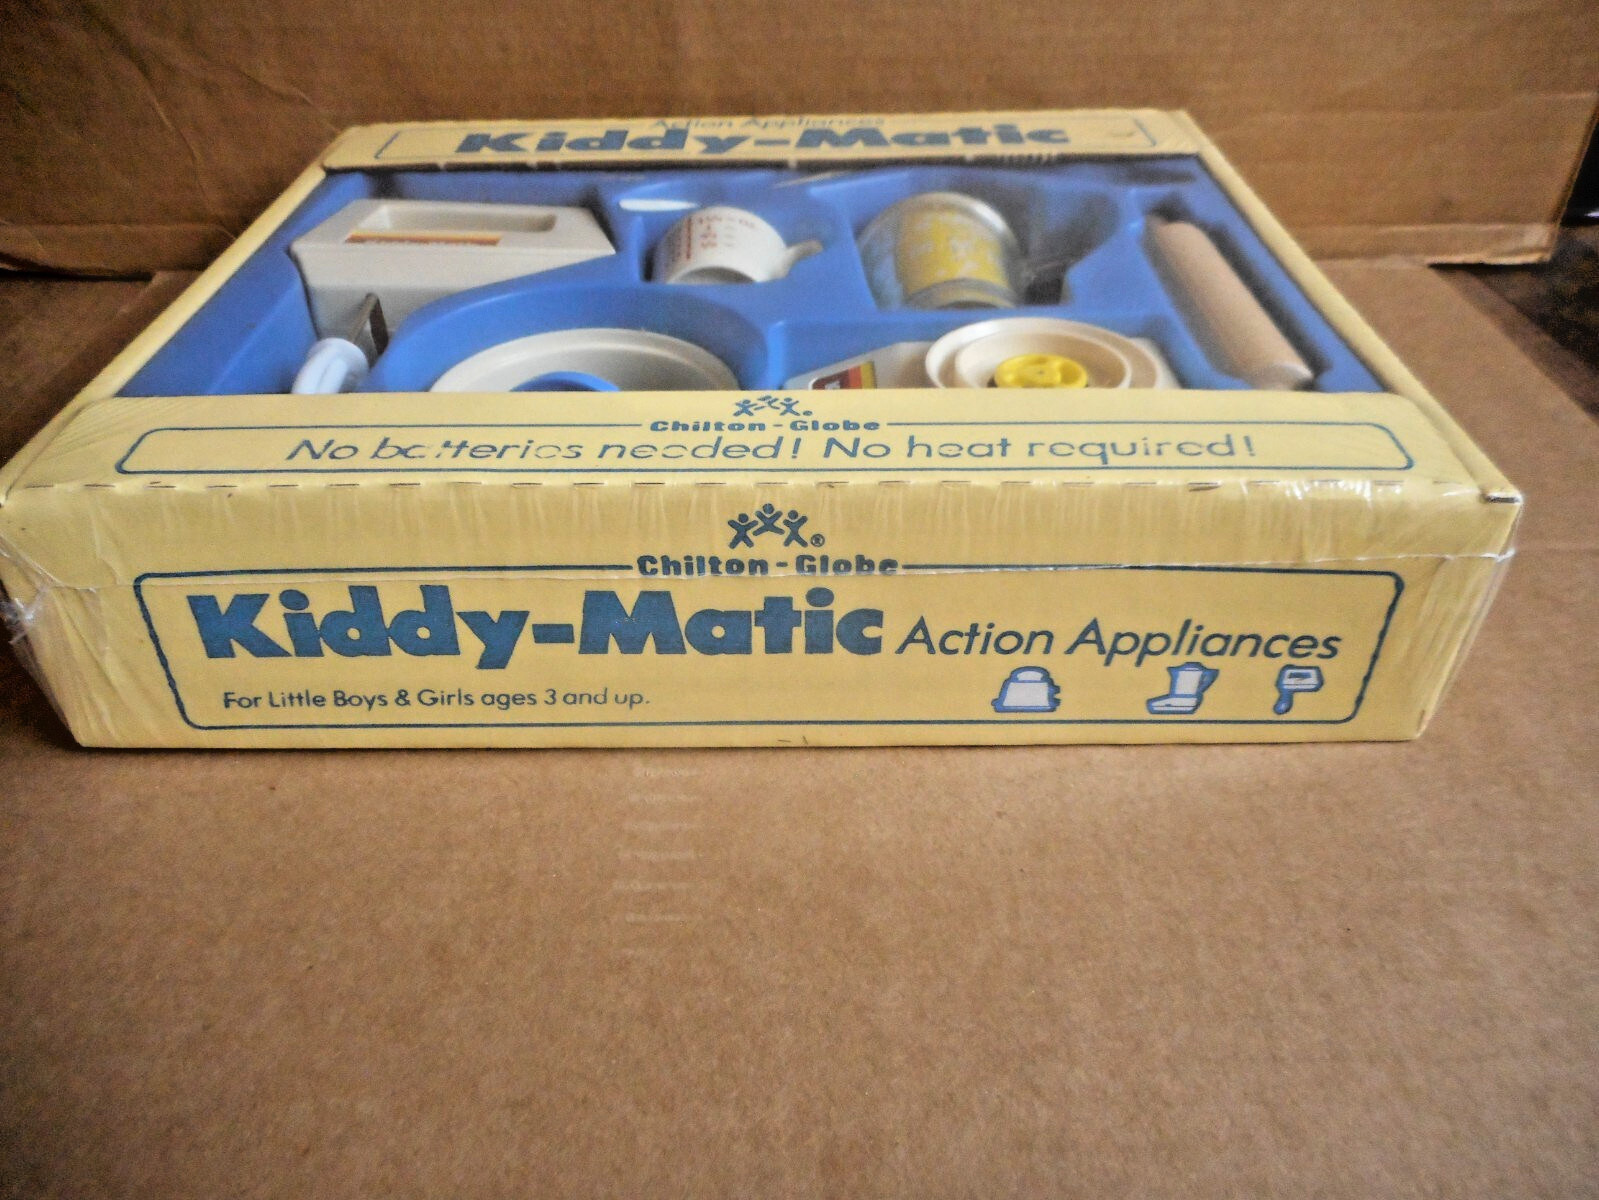 Action Appliances
Kiddy-Matic
Chilton-Globe
No batteries needed! No heat required!
®
Chilton-Globe
Kiddy-Matic Action Appliances
For Little Boys & Girls ages 3 and up.